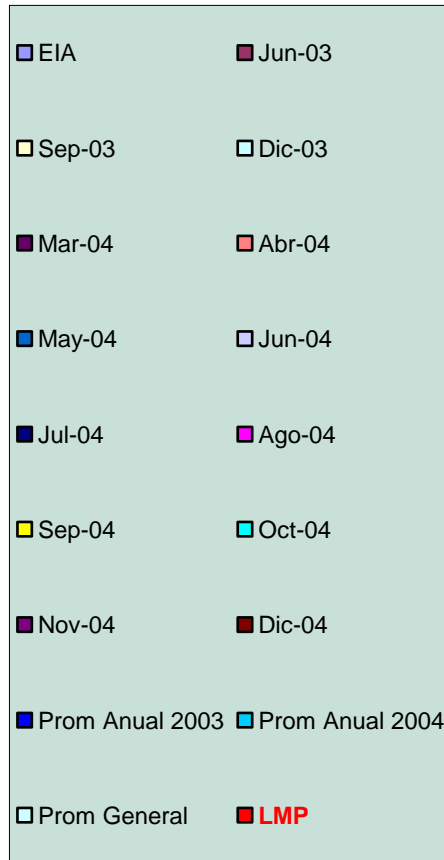 EIA Jun-03
Sep-03 Dic-03
Mar-04 Abr-04
May-04 Jun-04
Jul-04 Ago-04
Sep-04 Oct-04
Nov-04 Dic-04
Prom Anual 2003 Prom Anual 2004
Prom General LMP